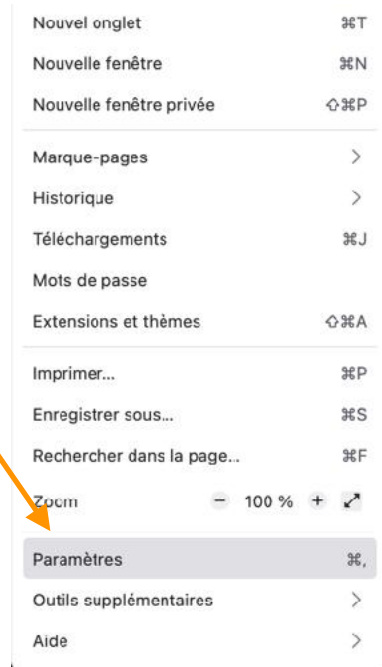 Nouvel onglet ⌘T
Nouvelle fenêtre ⌘N
Nouvelle fenêtre privée ⇧⌘P
Marque-pages >
Historique >
Téléchargements ⌘J
Mots de passe
Extensions et thèmes ⇧⌘A
Imprimer... ⌘P
Enregistrer sous... ⌘S
Rechercher dans la page... ⌘F
Zoom − 100 % + ⤢
Paramètres ⌘,
Outils supplémentaires >
Aide >